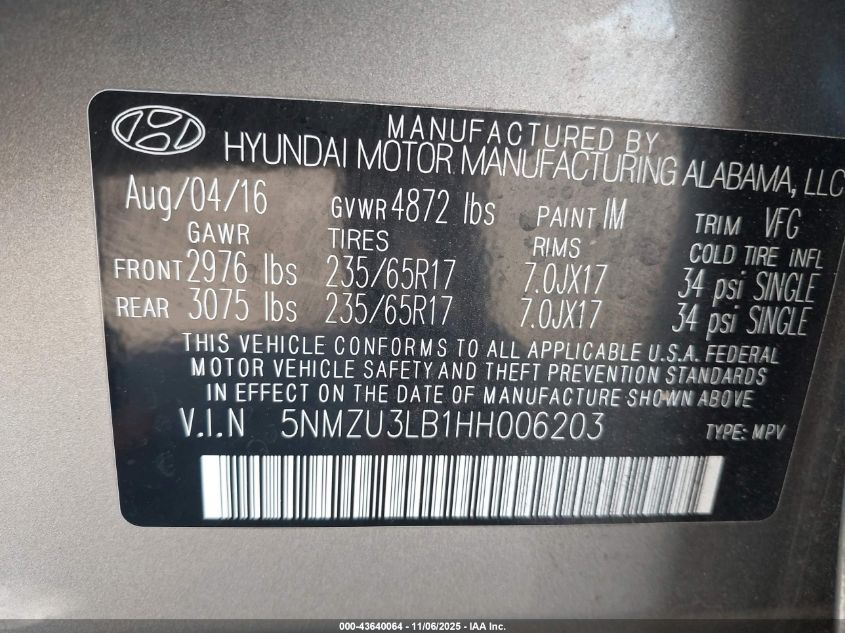 MANUFACTURED BY
HYUNDAI MOTOR MANUFACTURING ALABAMA, LLC
Aug/04/16 GVWR 4872 lbs PAINT IM TRIM VFG
GAWR TIRES RIMS COLD TIRE INFL
FRONT 2976 lbs 235/65R17 7.0JX17 34 psi SINGLE
REAR 3075 lbs 235/65R17 7.0JX17 34 psi SINGLE
THIS VEHICLE CONFORMS TO ALL APPLICABLE U.S.A. FEDERAL
MOTOR VEHICLE SAFETY AND THEFT PREVENTION STANDARDS
IN EFFECT ON THE DATE OF MANUFACTURE SHOWN ABOVE
V.I.N 5NMZU3LB1HH006203 TYPE: MPV
000-43640064 - 11/06/2025 - IAA Inc.